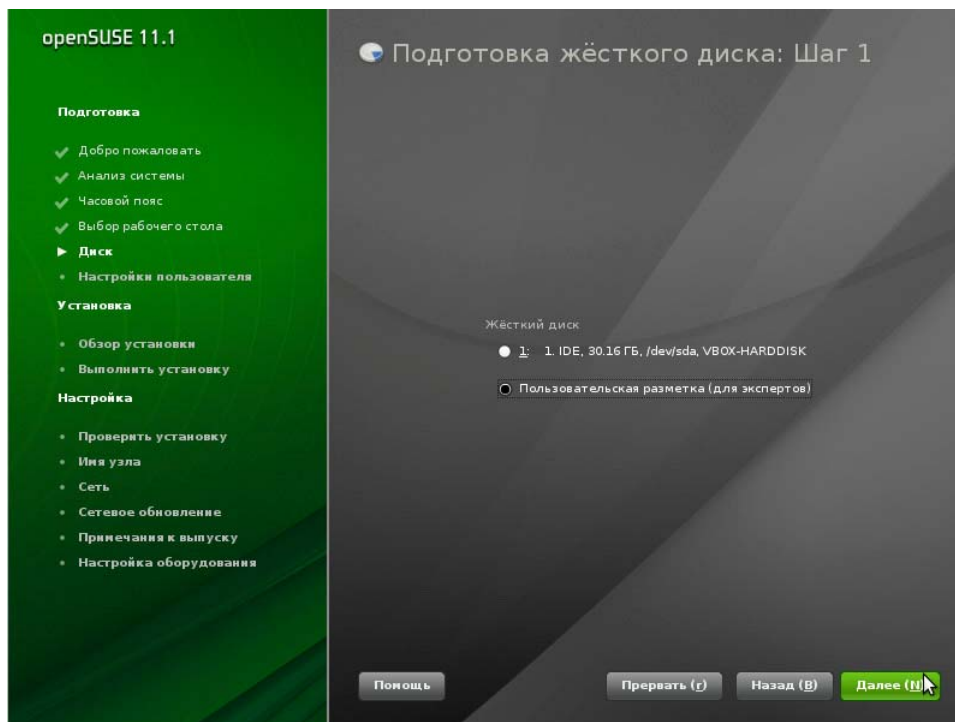 openSUSE 11.1
Подготовка
Добро пожаловать
Анализ системы
Часовой пояс
Выбор рабочего стола
Диск
Настройки пользователя
Установка
Обзор установки
Выполнить установку
Настройка
Проверить установку
Имя узла
Сеть
Сетевое обновление
Примечания к выпуску
Настройка оборудования
Подготовка жёсткого диска: Шаг 1
Жёсткий диск
1: 1. IDE, 30.16 ГБ, /dev/sda, VBOX-HARDDISK
Пользовательская разметка (для экспертов)
Помощь
Прервать (r)
Назад (B)
Далее (N)